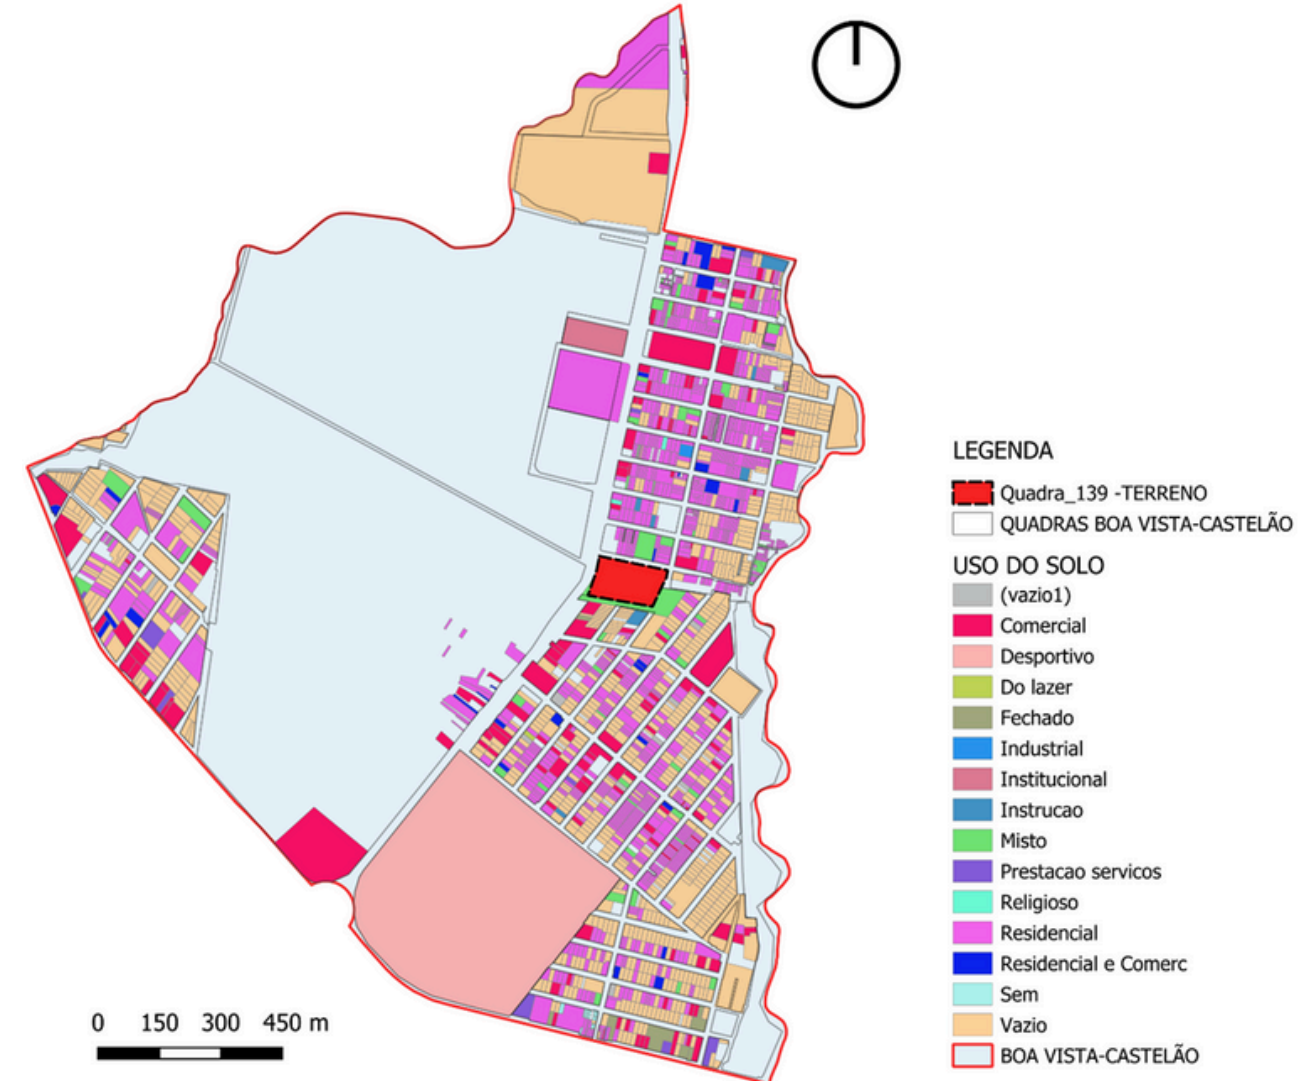 LEGENDA
Quadra_139 -TERRENO
QUADRAS BOA VISTA-CASTELÃO
USO DO SOLO
(vazio1)
Comercial
Desportivo
Do lazer
Fechado
Industrial
Institucional
Instrucao
Misto
Prestacao servicos
Religioso
Residencial
Residencial e Comerc
Sem
Vazio
BOA VISTA-CASTELÃO
0 150 300 450 m